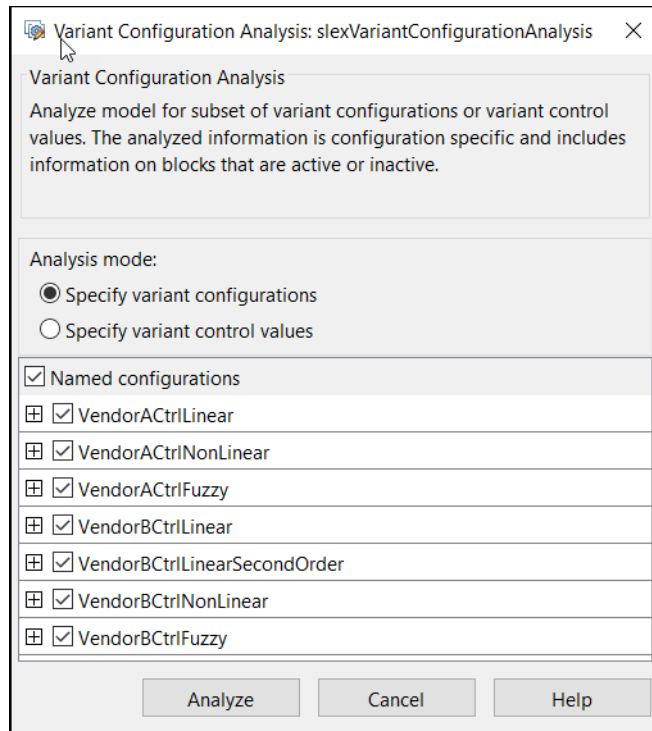 Variant Configuration Analysis: slexVariantConfigurationAnalysis
Variant Configuration Analysis
Analyze model for subset of variant configurations or variant control
values. The analyzed information is configuration specific and includes
information on blocks that are active or inactive.
Analysis mode:
Specify variant configurations
Specify variant control values
Named configurations
VendorACtrlLinear
VendorACtrlNonLinear
VendorACtrlFuzzy
VendorBCtrlLinear
VendorBCtrlLinearSecondOrder
VendorBCtrlNonLinear
VendorBCtrlFuzzy
Analyze Cancel Help